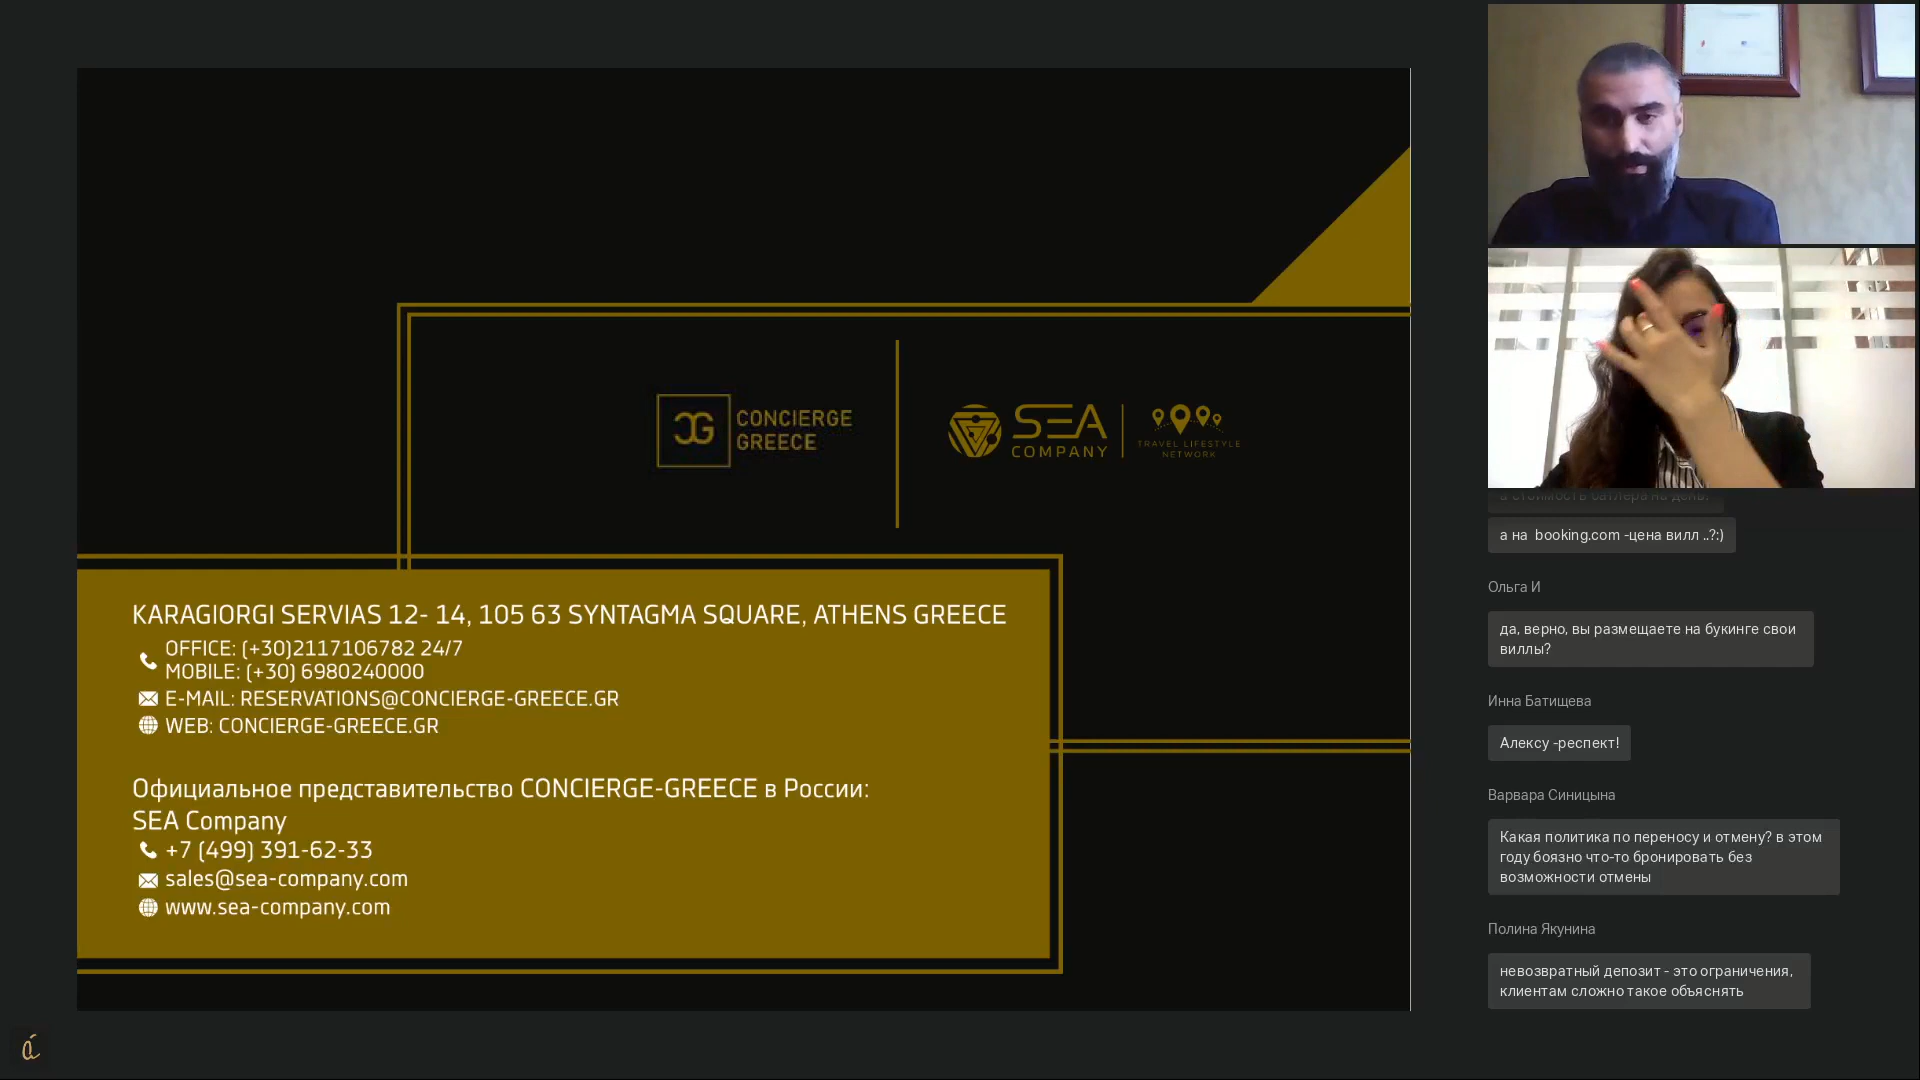 CONCIERGE
GREECE
SEA
COMPANY
TRAVEL LIFESTYLE
NETWORK
KARAGIORGI SERVIAS 12- 14, 105 63 SYNTAGMA SQUARE, ATHENS GREECE
OFFICE: (+30)2117106782 24/7
MOBILE: (+30) 6980240000
E-MAIL: RESERVATIONS@CONCIERGE-GREECE.GR
WEB: CONCIERGE-GREECE.GR
Официальное представительство CONCIERGE-GREECE в России:
SEA Company
+7 (499) 391-62-33
sales@sea-company.com
www.sea-company.com
а стоимость батлера на день?
а на booking.com -цена вилл ..?:)
Ольга И
да, верно, вы размещаете на букинге свои
виллы?
Инна Батищева
Алексу -респект!
Варвара Синицына
Какая политика по переносу и отмену? в этом
году боязно что-то бронировать без
возможности отмены
Полина Якунина
невозвратный депозит - это ограничения,
клиентам сложно такое объяснять